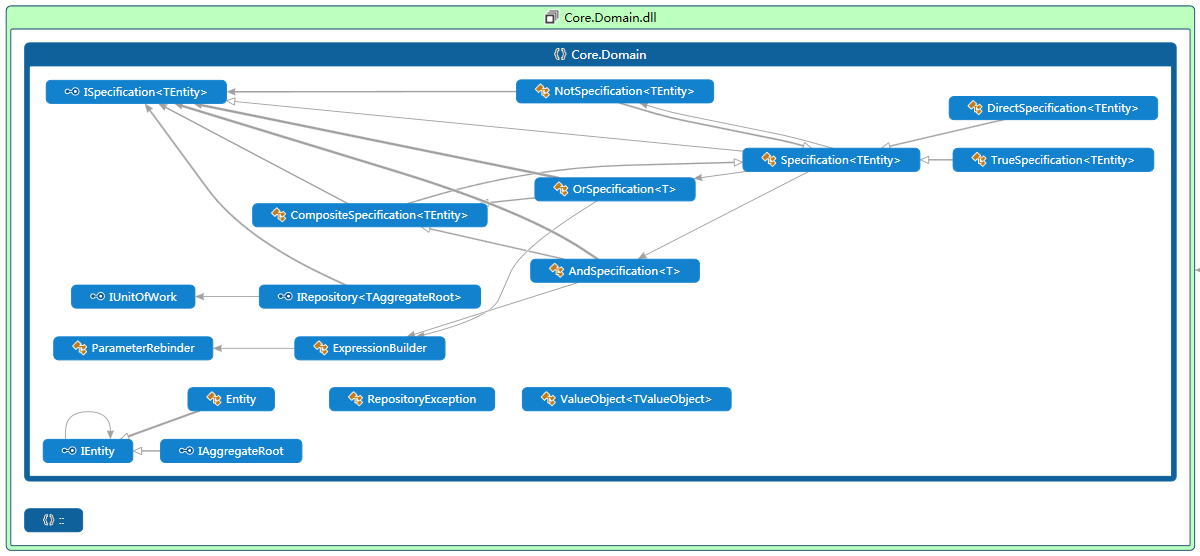 Core.Domain.dll
Core.Domain
ISpecification<TEntity>
NotSpecification<TEntity>
DirectSpecification<TEntity>
Specification<TEntity>
TrueSpecification<TEntity>
OrSpecification<T>
CompositeSpecification<TEntity>
AndSpecification<T>
IUnitOfWork
IRepository<TAggregateRoot>
ParameterRebinder
ExpressionBuilder
Entity
RepositoryException
ValueObject<TValueObject>
IEntity
IAggregateRoot
::